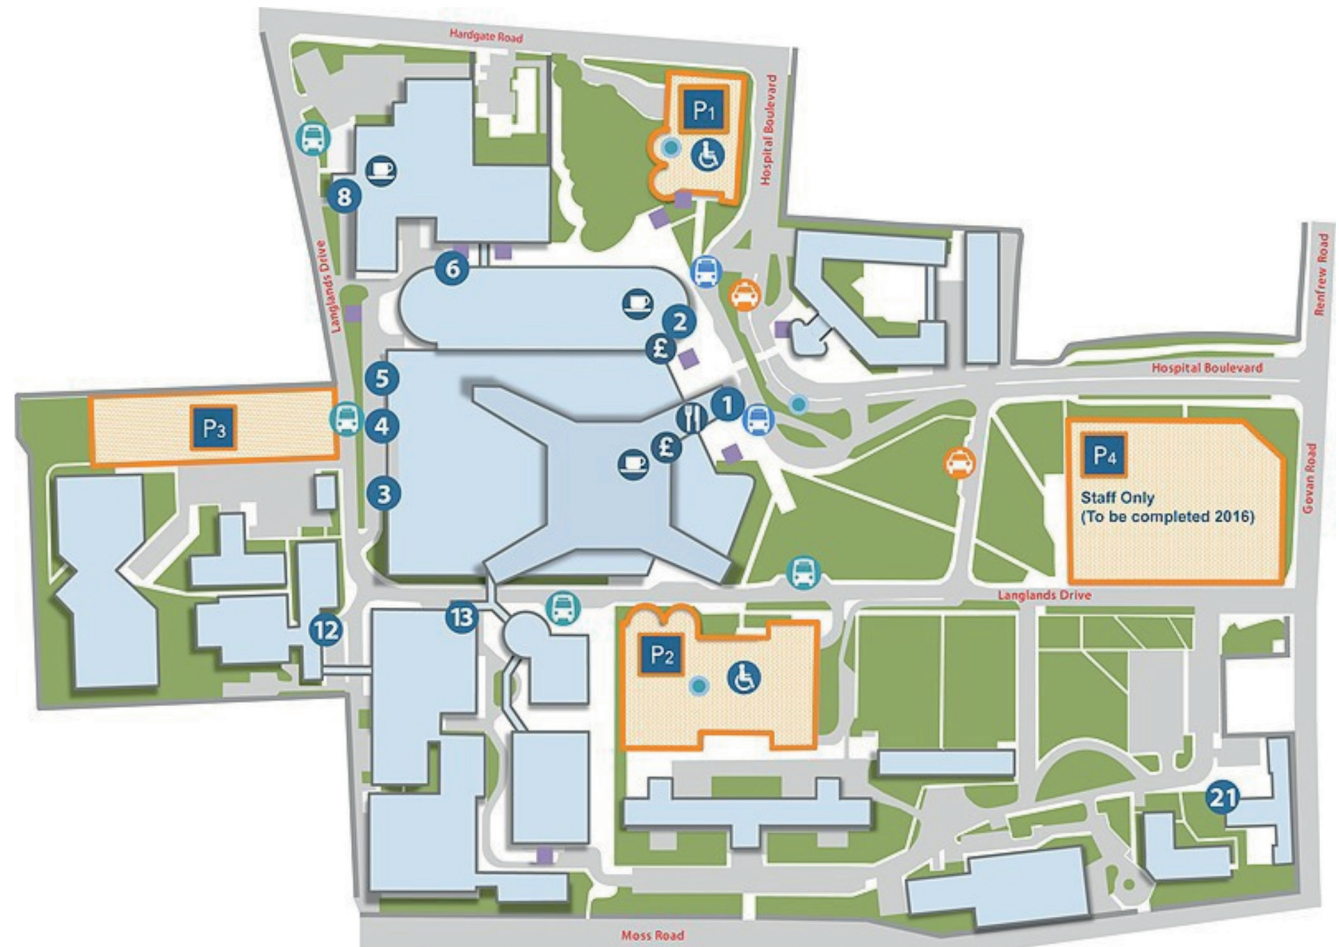 Hardgate Road
P1
Hospital Boulevard
8
Langlands Drive
6
2
£
Renfrew Road
5
1
Hospital Boulevard
P3
4
£
P4
3
Staff Only
(To be completed 2016)
Govan Road
Langlands Drive
13
12
P2
21
Moss Road